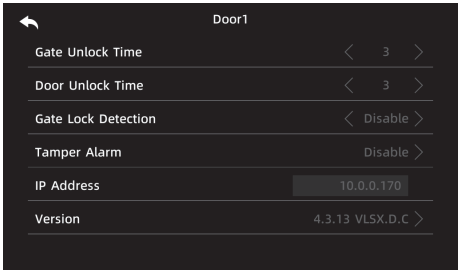 Door1
Gate Unlock Time 3
Door Unlock Time 3
Gate Lock Detection Disable
Tamper Alarm Disable
IP Address 10.0.0.170
Version 4.3.13 VLSX.D.C